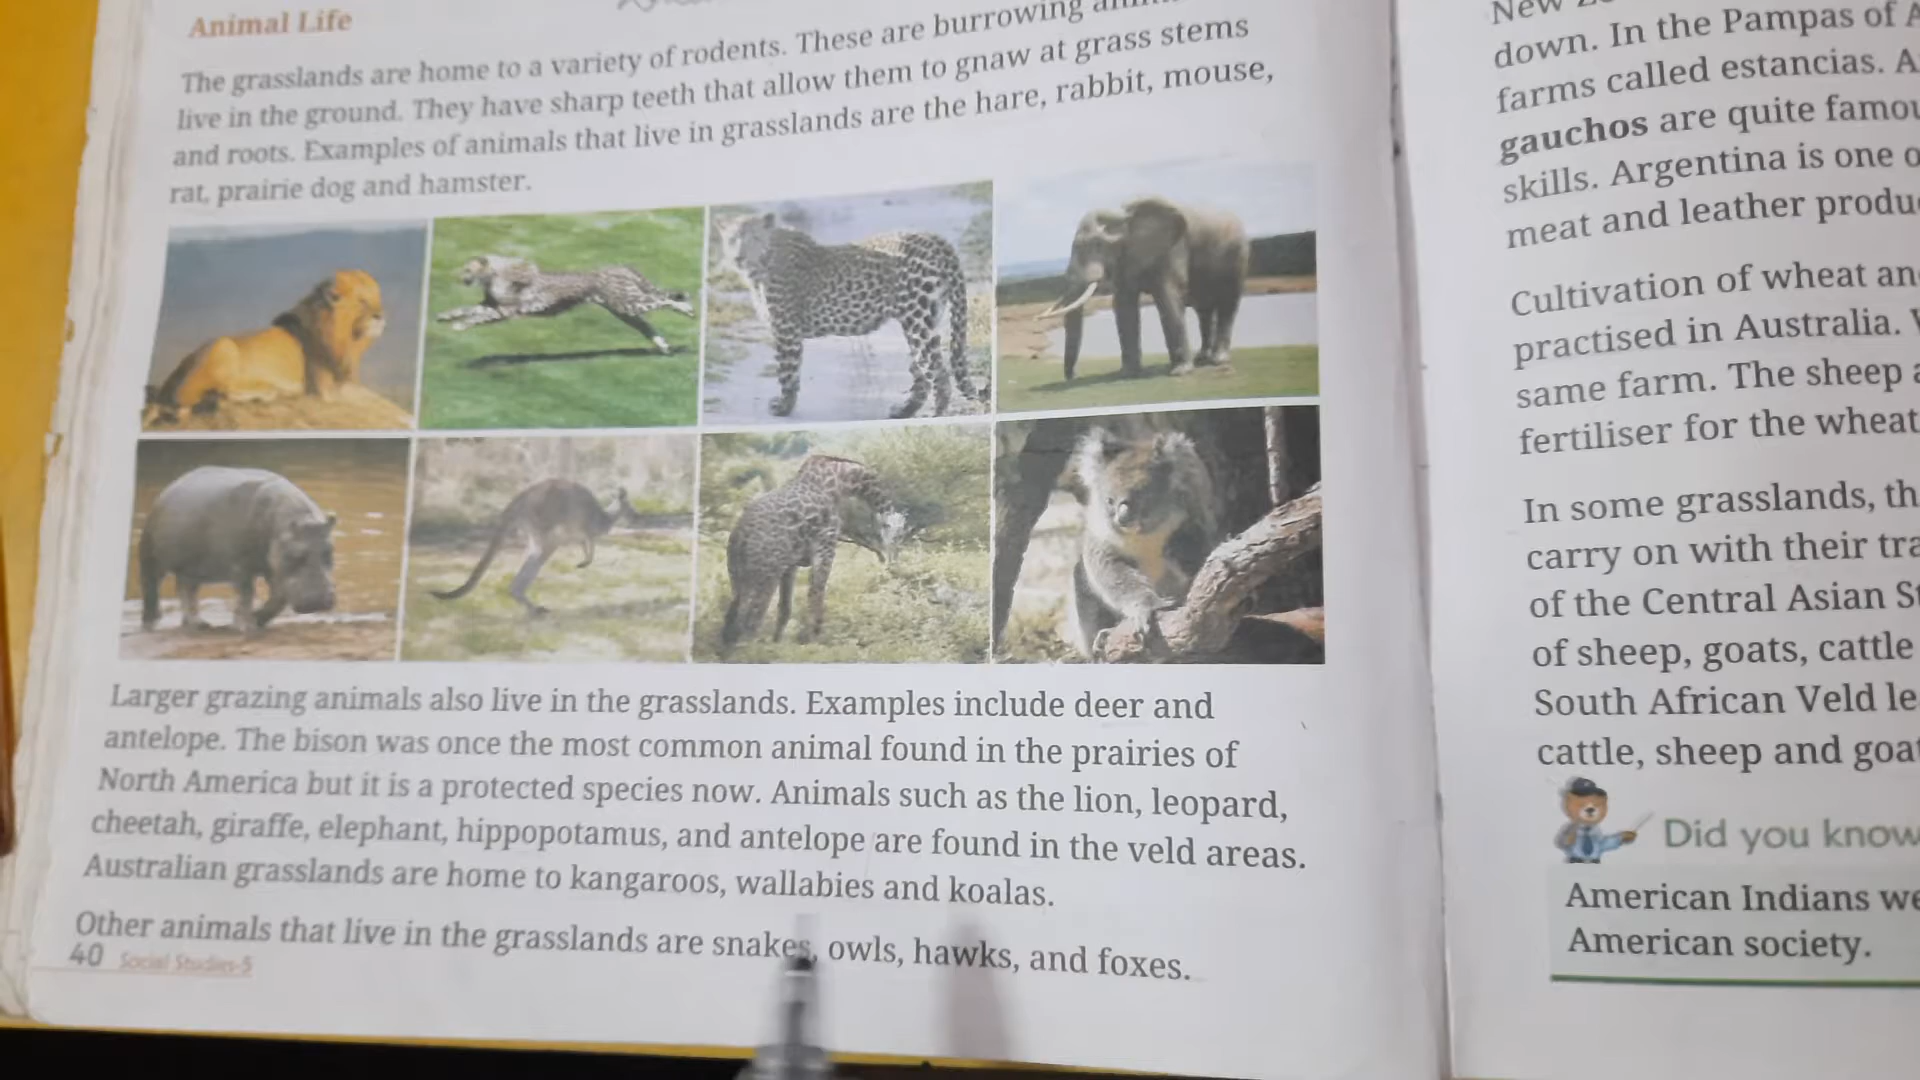 Animal Life
The grasslands are home to a variety of rodents. These are burrowing
live in the ground. They have sharp teeth that allow them to gnaw at grass stems
and roots. Examples of animals that live in grasslands are the hare, rabbit, mouse,
rat, prairie dog and hamster.
Larger grazing animals also live in the grasslands. Examples include deer and
antelope. The bison was once the most common animal found in the prairies of
North America but it is a protected species now. Animals such as the lion, leopard,
cheetah, giraffe, elephant, hippopotamus, and antelope are found in the veld areas.
Australian grasslands are home to kangaroos, wallabies and koalas.
Other animals that live in the grasslands are snakes, owls, hawks, and foxes.
40 Social Studies-5
New
down. In the Pampas of
farms called estancias.
gauchos are quite
skills. Argentina is one
meat and leather
Cultivation of wheat
practised in Australia.
same farm. The sheep
fertiliser for the wheat
In some grasslands,
carry on with their
of the Central Asian
of sheep, goats, cattle
South African Veld
cattle, sheep and
Did you know
American Indians
American society.